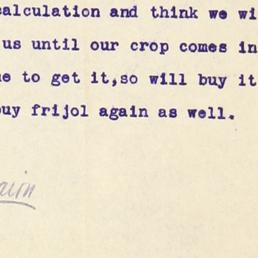 calculation and think we wi
us until our crop comes in
to get it,so will buy it
buy frijol again as well.